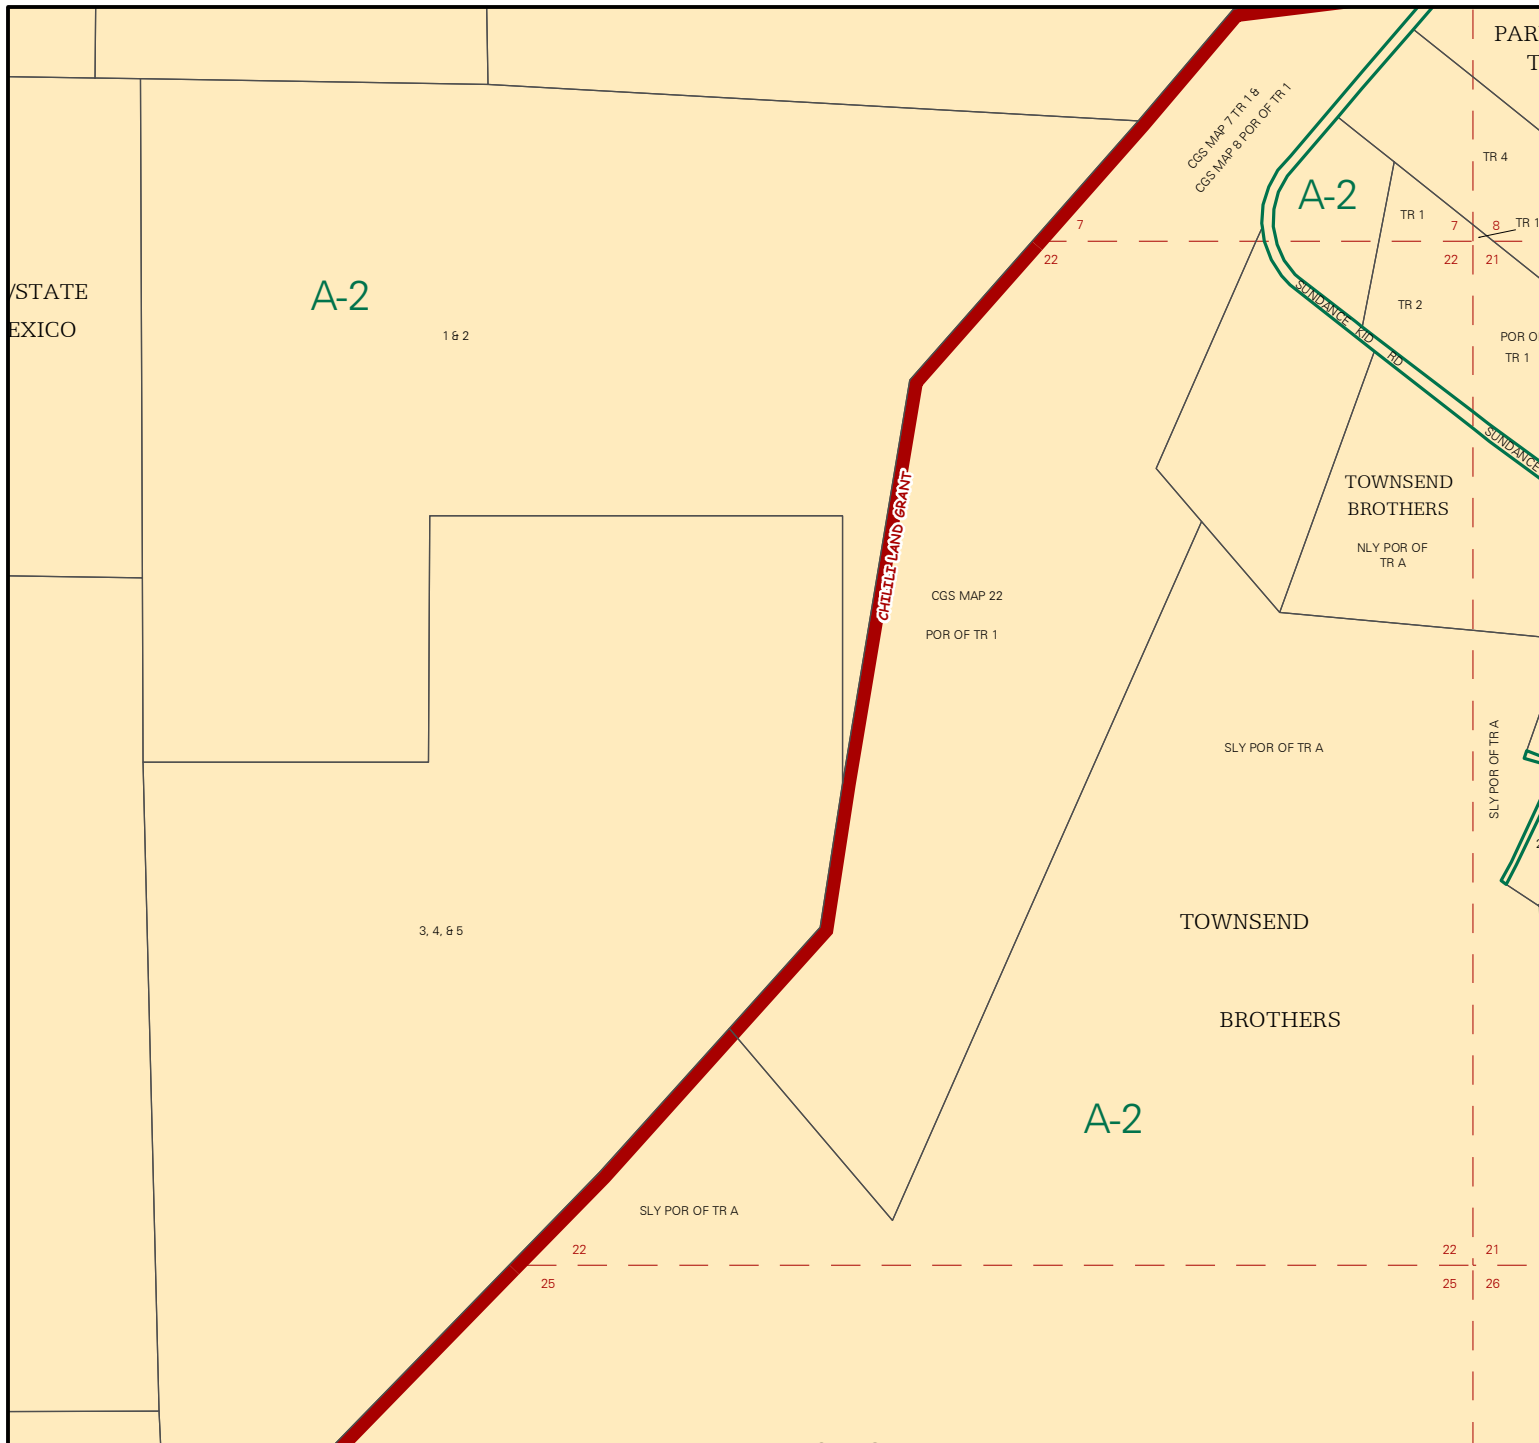 PAR
T
CGS MAP 7 TR 1 &
CGS MAP 8 POR OF TR 1
TR 4
A-2
TR 1
TR 1
7
7
8
22
22
21
/STATE
EXICO
A-2
1 & 2
TR 2
SUNDANCE KID RD
POR O
TR 1
SUNDANCE
TOWNSEND
BROTHERS
NLY POR OF
TR A
CHILILI LAND GRANT
CGS MAP 22
POR OF TR 1
SLY POR OF TR A
SLY POR OF TR A
3, 4, & 5
TOWNSEND
BROTHERS
A-2
SLY POR OF TR A
22
22
21
25
25
26